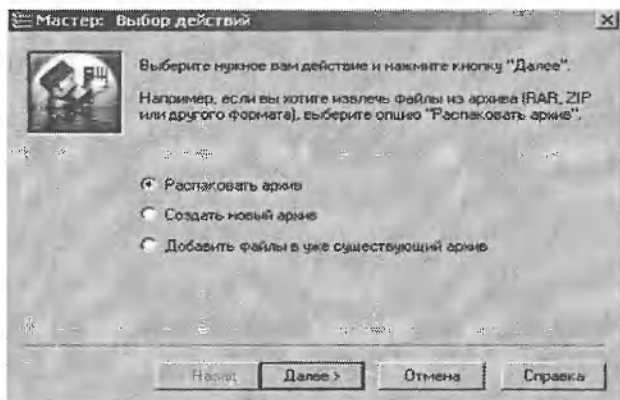 Мастер: Выбор действий
Выберите нужное вам действие и нажмите кнопку "Далее".
Например, если вы хотите извлечь файлы из архива (RAR, ZIP
или другого формата), выберите опцию "Распаковать архив".
Распаковать архив
Создать новый архив
Добавить файлы в уже существующий архив
< Назад Далее > Отмена Справка